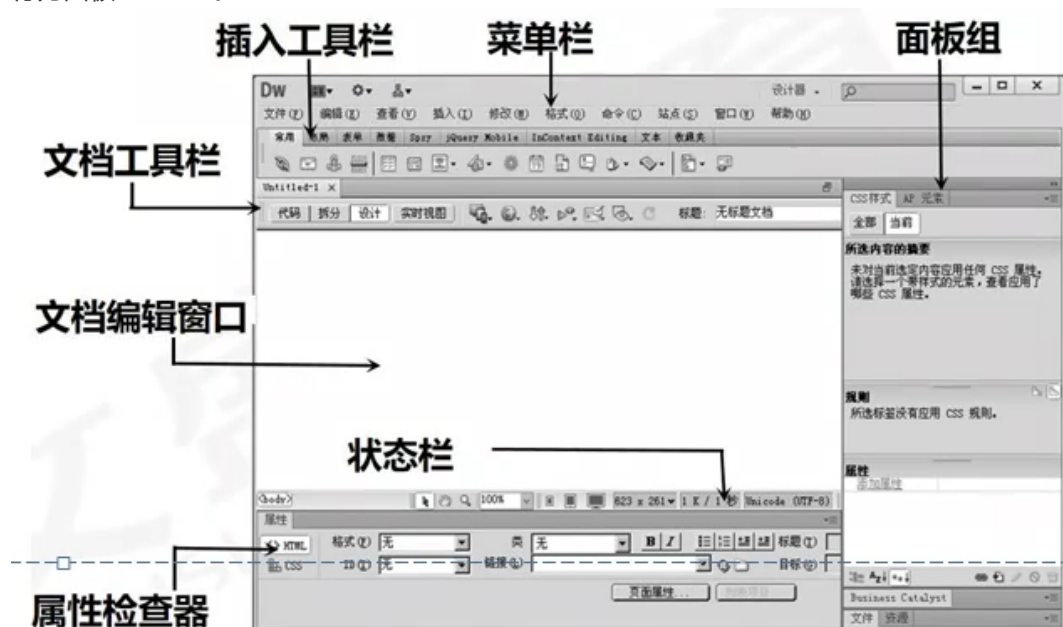 插入工具栏 菜单栏 面板组
Dw 设计器
文件(F) 编辑(E) 查看(V) 插入(I) 修改(M) 格式(O) 命令(C) 站点(S) 窗口(W) 帮助(H)
常用 布局 表单 数据 Spry jQuery Mobile InContext Editing 文本 收藏夹
文档工具栏
Untitled-1
代码 拆分 设计 实时视图 标题: 无标题文档
CSS样式 AP 元素
全部 当前
所选内容的摘要
未对当前选定内容应用任何 CSS 属性。
请选择一个带样式的元素，查看应用了
哪些 CSS 属性。
文档编辑窗口
规则
所选标签没有应用 CSS 规则。
状态栏
属性
添加属性
<body> 100% 623 x 261 1 K / 1 秒 Unicode (UTF-8)
属性
HTML 格式(F) 无 类 无 B I 标题(T)
CSS ID(I) 无 链接(L) 目标(G)
页面属性... 列表项目...
属性检查器
Business Catalyst
文件 资源